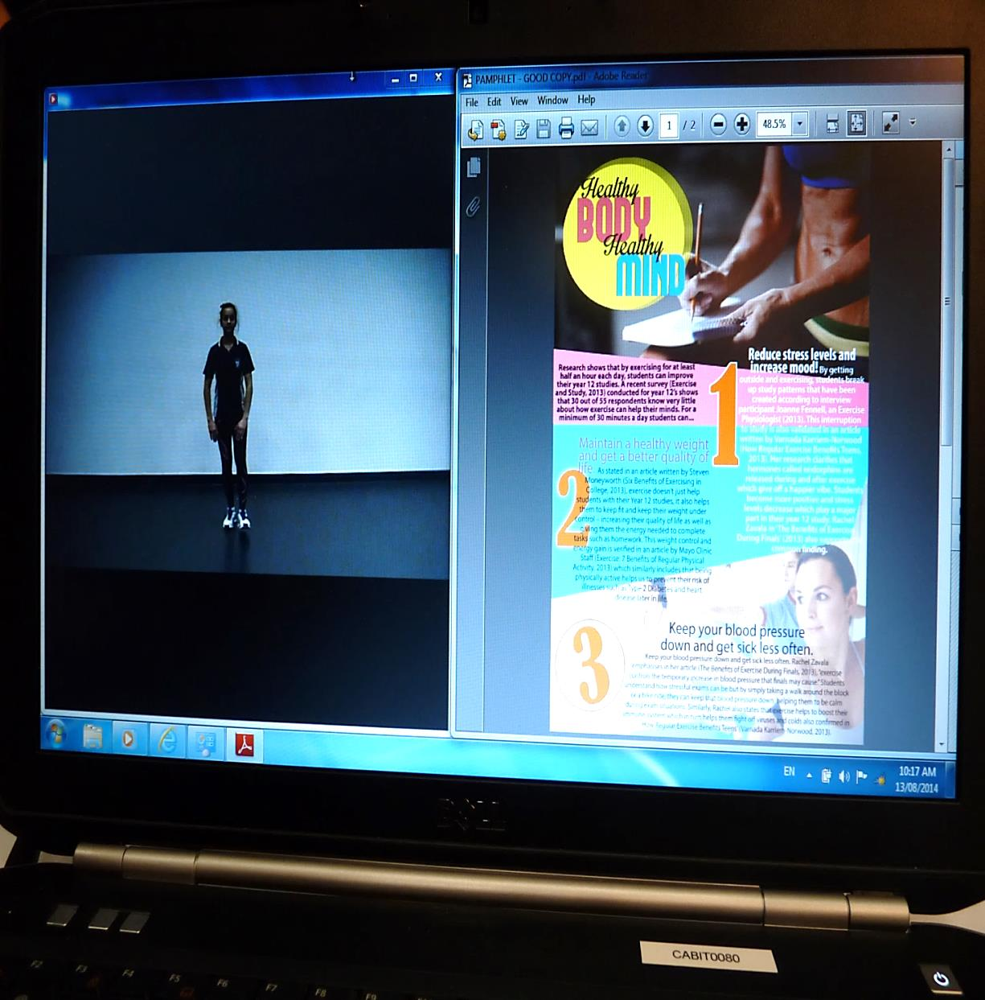 PAMPHLET - GOOD COPY.pdf - Adobe Reader
File Edit View Window Help
1 / 2 48.5%
Healthy
BODY
Healthy
MIND
Research shows that by exercising for at least
half an hour each day, students can improve
their year 12 studies. A recent survey (Exercise
and Study, 2013) conducted for year 12's shows
that 30 out of 55 respondents know very little
about how exercise can help their minds. For a
minimum of 30 minutes a day students can...
1
Reduce stress levels and
increase mood! By getting
outside and exercising, students break
up study patterns that have been
created according to interview
participant Joanne Fennell, an Exercise
Physiologist (2013). This interruption
to study is also validated in an article
written by Varnada Karriem-Norwood
(How Regular Exercise Benefits Teens,
2013). Her research clarifies that
hormones called endorphins are
released during and after exercise
which give off a happier vibe. Students
become more positive and stress
levels decrease which play a major
part in their year 12 study. Rachel
Zavala in 'The Benefits of Exercise
During Finals' (2013) also
common finding.
2
Maintain a healthy weight
and get a better quality of
life. As stated in an article written by Steven
Moneyworth (Six Benefits of Exercising in
College, 2013), exercise doesn't just help
students with their Year 12 studies, it also helps
them to keep fit and keep their weight under
control – increasing their quality of life as well as
giving them the energy needed to complete
tasks such as homework. This weight control and
energy gain is verified in an article by Mayo Clinic
Staff (Exercise: 7 Benefits of Regular Physical
Activity, 2013) which similarly includes that being
physically active helps us to prevent their risk of
illnesses such as Type 2 Diabetes and heart
disease later in life.
3
Keep your blood pressure
down and get sick less often.
Keep your blood pressure down and get sick less often. Rachel Zavala
emphasises in her article (The Benefits of Exercise During Finals, 2013), "exercise
confron the temporary increase in blood pressure that finals may cause." Students
understand how stressful exams can be but by simply taking a walk around the block
or a bike ride, they can keep that blood pressure down, helping them to be calm
during exam situations. Similarly, Rachel also states that exercise helps to boost their
immune system which in turn helps them fight off viruses and colds also confirmed in
'How Regular Exercise Benefits Teens' (Varnada Karriem-Norwood, 2013).
EN
10:17 AM
13/08/2014
DELL
CABIT0080
F2 F3 F4 F5 F6 F7 F8 F9